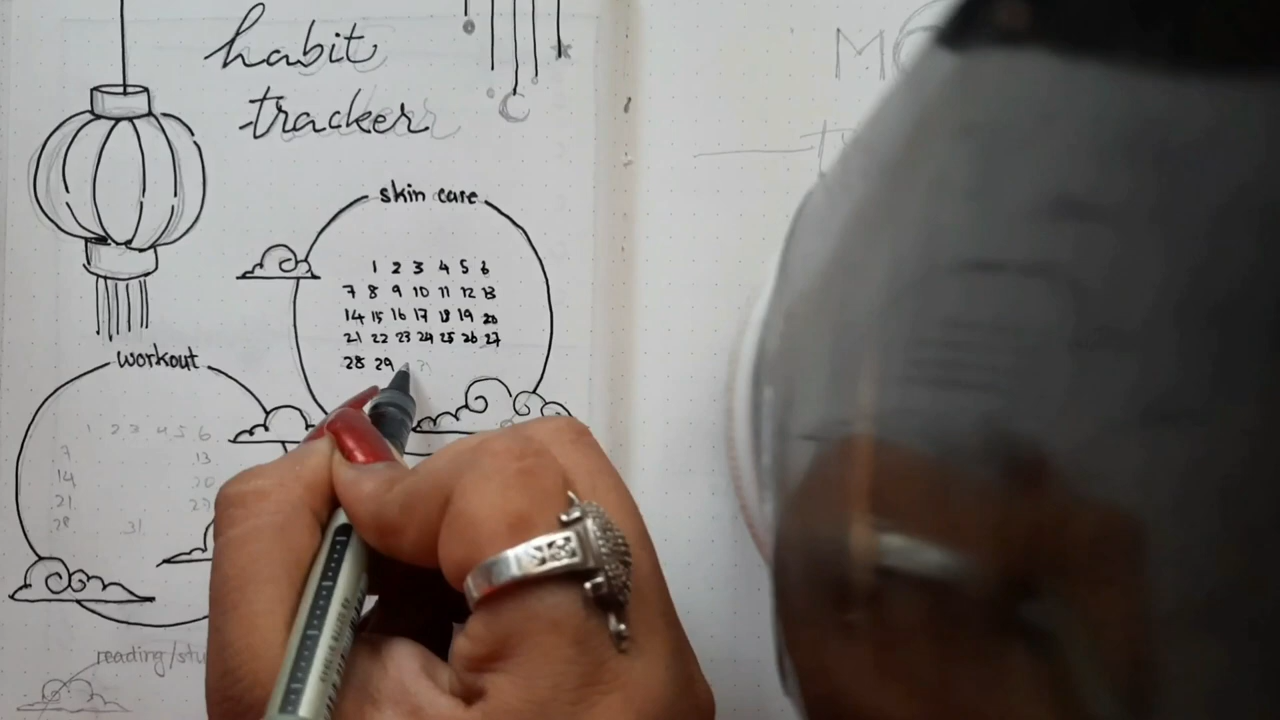 habit
tracker
skin care
1 2 3 4 5 6
7 8 9 10 11 12 13
14 15 16 17 18 19 20
21 22 23 24 25 26 27
28 29
workout
1 2 3 4 5 6
7 13
14 20
21 27
28 31
reading/stu